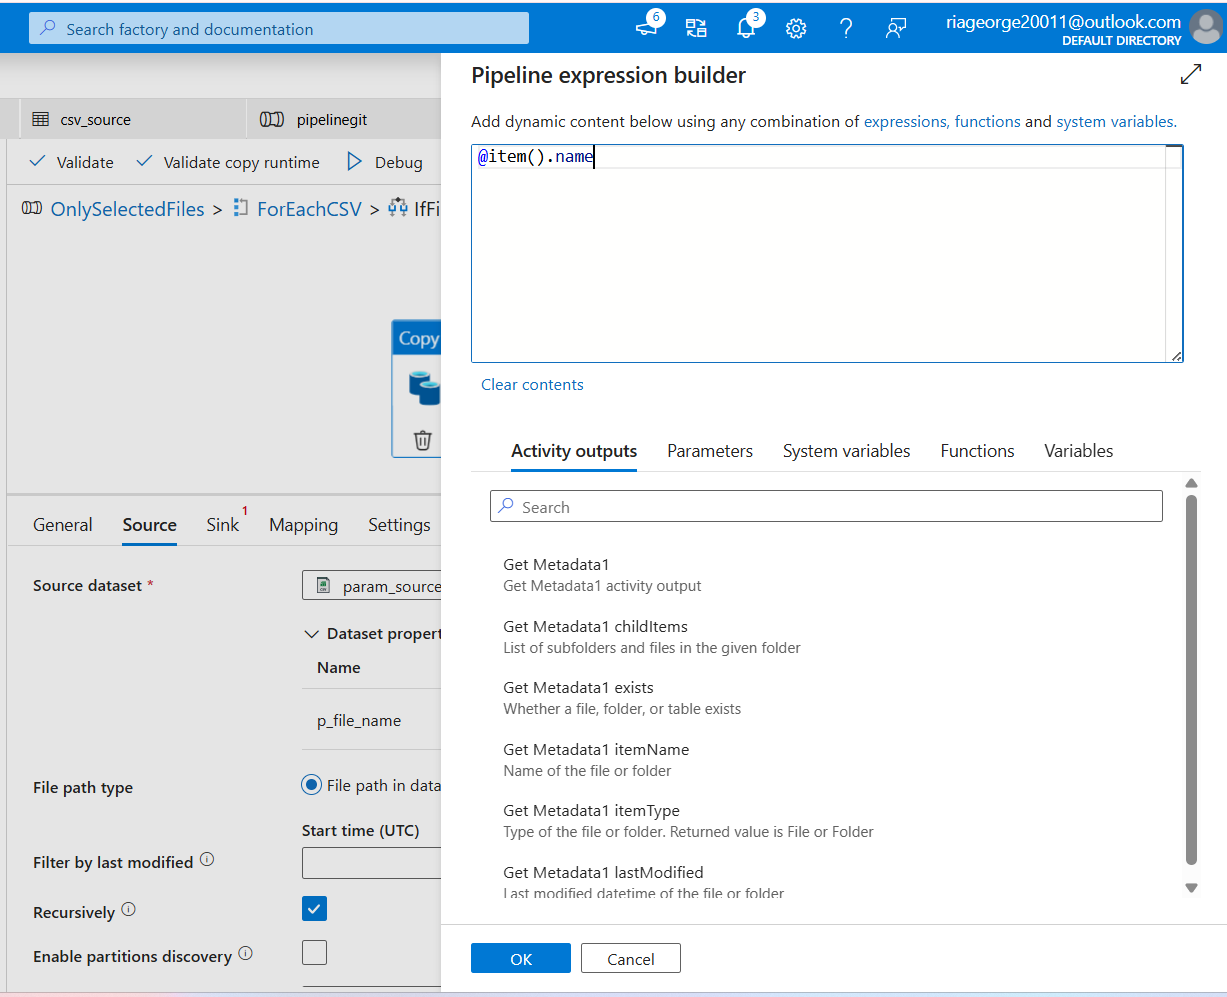 Search factory and documentation
6
3
riageorge20011@outlook.com
DEFAULT DIRECTORY
csv_source
pipelinegit
Validate
Validate copy runtime
Debug
OnlySelectedFiles > ForEachCSV > IfFi
Copy
General
Source
Sink 1
Mapping
Settings
Source dataset *
param_source
Dataset propert
Name
p_file_name
File path type
File path in data
Start time (UTC)
Filter by last modified
Recursively
Enable partitions discovery
Pipeline expression builder
Add dynamic content below using any combination of expressions, functions and system variables.
@item().name
Clear contents
Activity outputs
Parameters
System variables
Functions
Variables
Search
Get Metadata1
Get Metadata1 activity output
Get Metadata1 childItems
List of subfolders and files in the given folder
Get Metadata1 exists
Whether a file, folder, or table exists
Get Metadata1 itemName
Name of the file or folder
Get Metadata1 itemType
Type of the file or folder. Returned value is File or Folder
Get Metadata1 lastModified
Last modified datetime of the file or folder
OK
Cancel